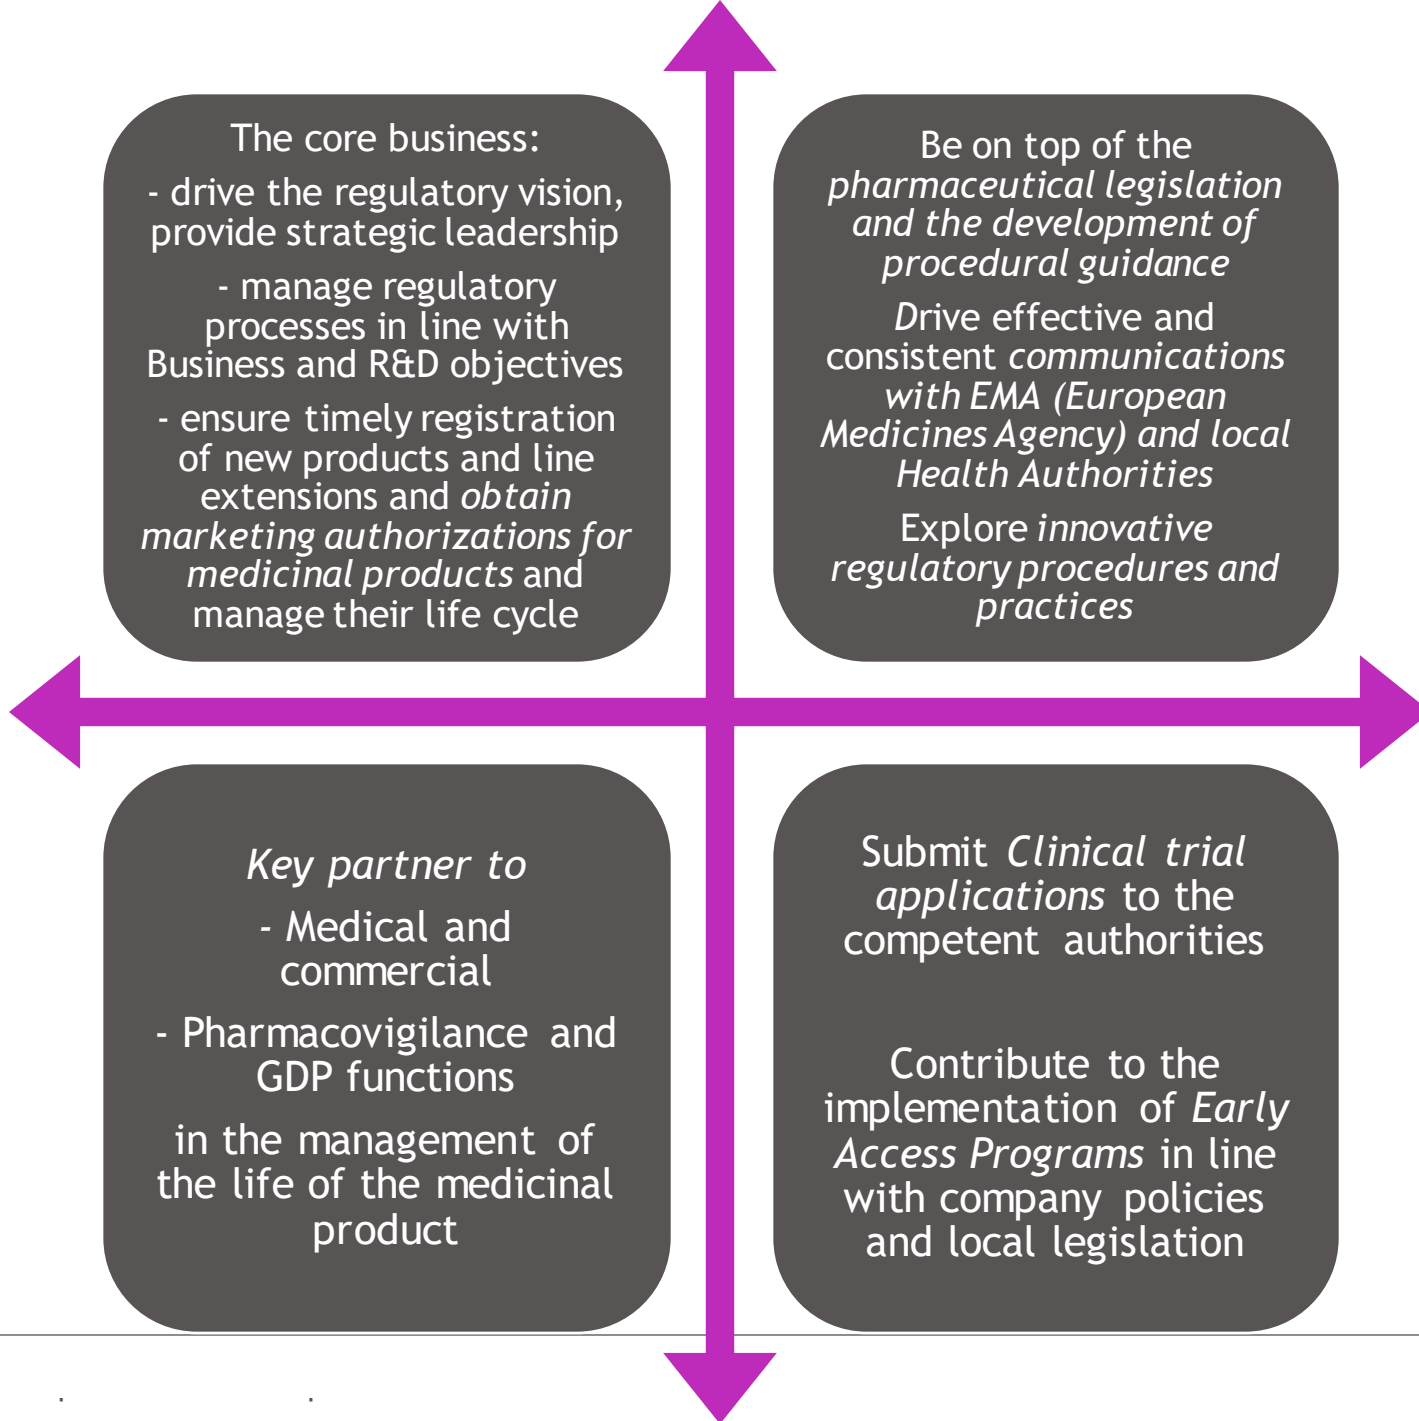 The core business:
- drive the regulatory vision,
provide strategic leadership
- manage regulatory
processes in line with
Business and R&D objectives
- ensure timely registration
of new products and line
extensions and obtain
marketing authorizations for
medicinal products and
manage their life cycle
Be on top of the
pharmaceutical legislation
and the development of
procedural guidance
Drive effective and
consistent communications
with EMA (European
Medicines Agency) and local
Health Authorities
Explore innovative
regulatory procedures and
practices
Key partner to
- Medical and
commercial
- Pharmacovigilance and
GDP functions
in the management of
the life of the medicinal
product
Submit Clinical trial
applications to the
competent authorities
Contribute to the
implementation of Early
Access Programs in line
with company policies
and local legislation